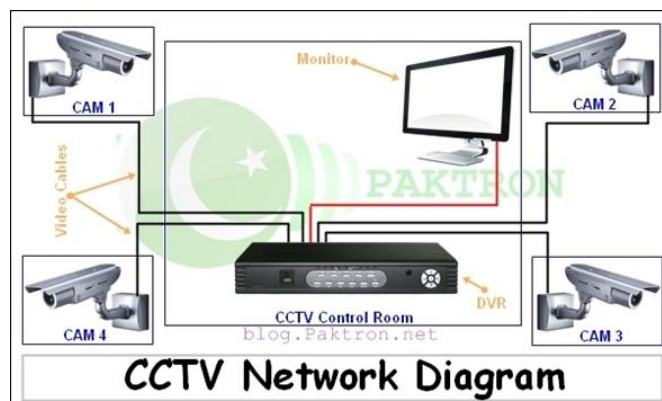 Monitor
CAM 1
CAM 2
Video Cables
PAKTRON
DVR
CCTV Control Room
blog.Paktron.net
CAM 4
CAM 3
CCTV Network Diagram